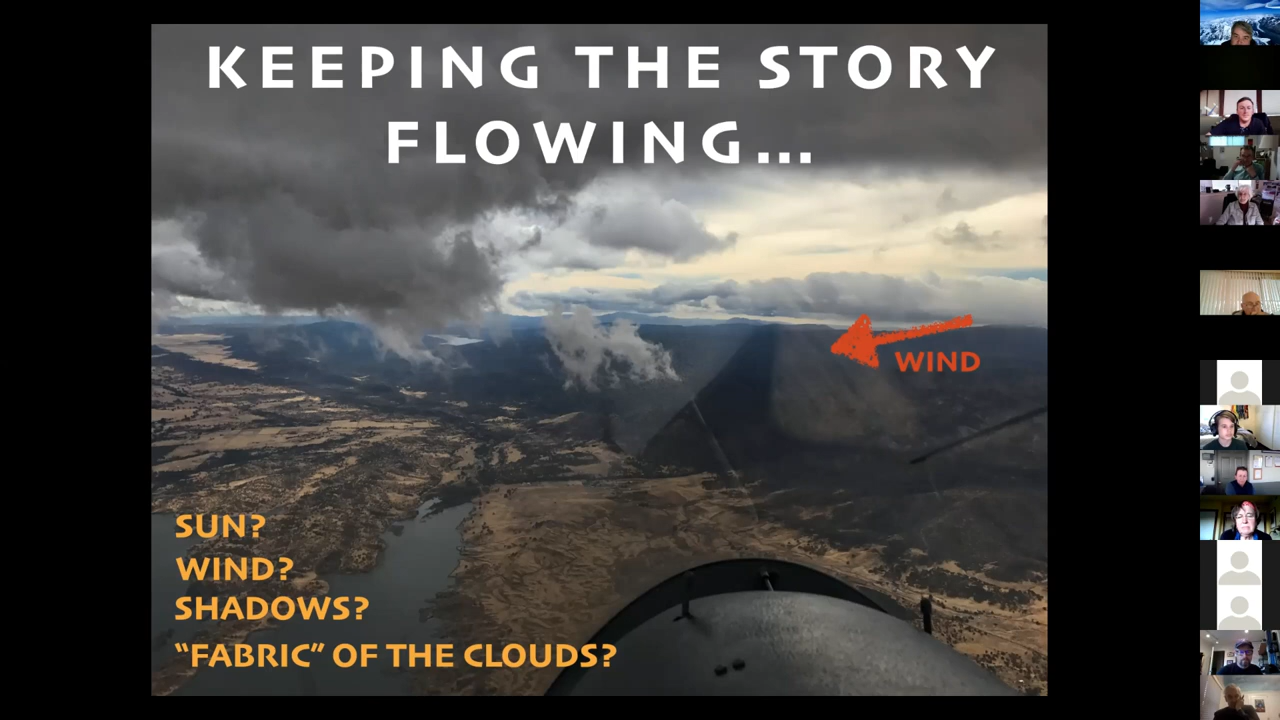 KEEPING THE STORY
FLOWING...
WIND
SUN?
WIND?
SHADOWS?
“FABRIC” OF THE CLOUDS?